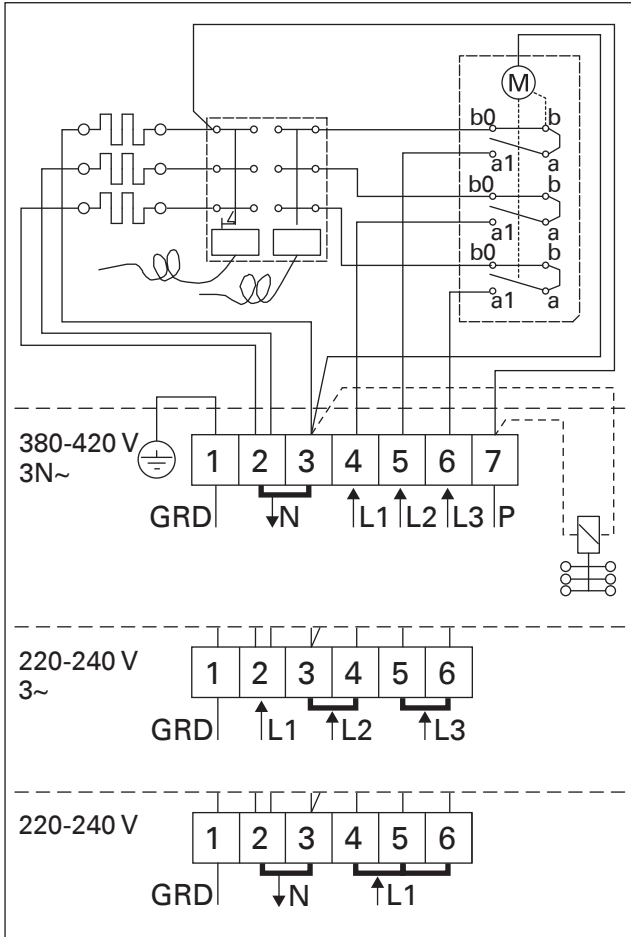 M
b0 b
a1 a
b0 b
a1 a
b0 b
a1 a
380-420 V
3N~
1 2 3 4 5 6 7
GRD N L1 L2 L3 P
220-240 V
3~
1 2 3 4 5 6
GRD L1 L2 L3
220-240 V
1 2 3 4 5 6
GRD N L1